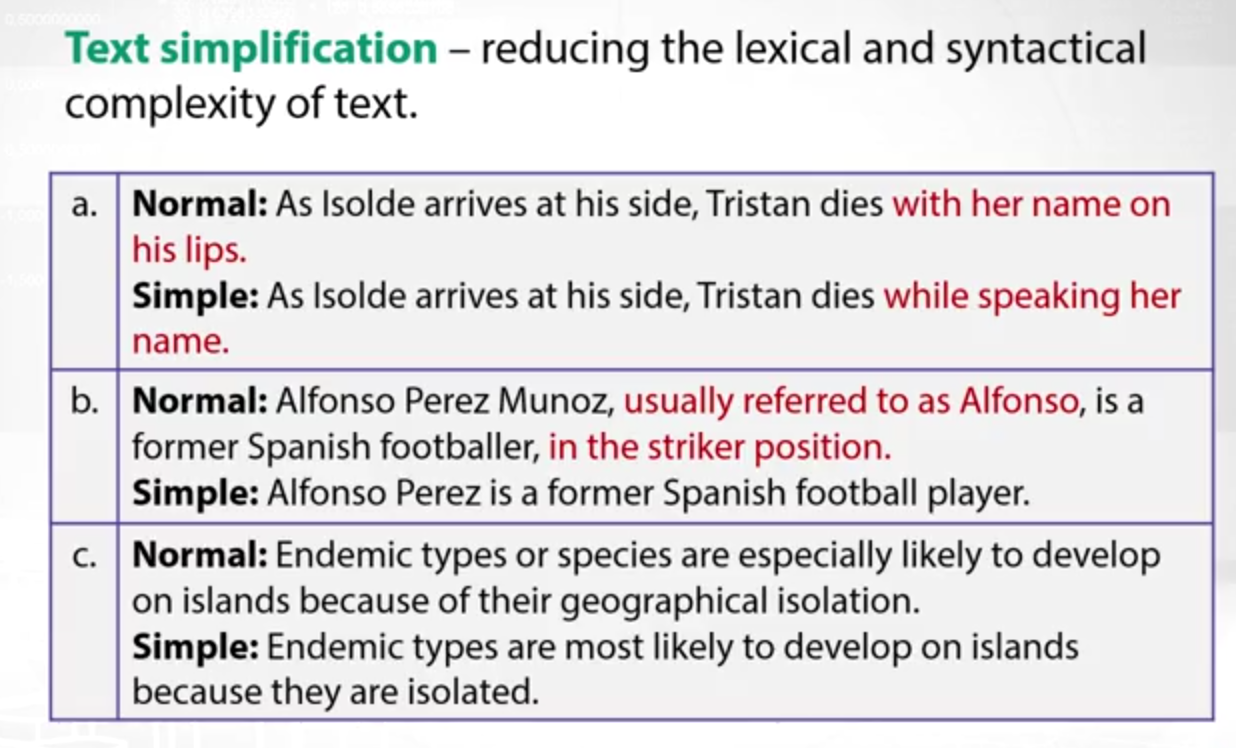 Text simplification – reducing the lexical and syntactical
complexity of text.
a.
Normal: As Isolde arrives at his side, Tristan dies with her name on
his lips.
Simple: As Isolde arrives at his side, Tristan dies while speaking her
name.
b.
Normal: Alfonso Perez Munoz, usually referred to as Alfonso, is a
former Spanish footballer, in the striker position.
Simple: Alfonso Perez is a former Spanish football player.
c.
Normal: Endemic types or species are especially likely to develop
on islands because of their geographical isolation.
Simple: Endemic types are most likely to develop on islands
because they are isolated.